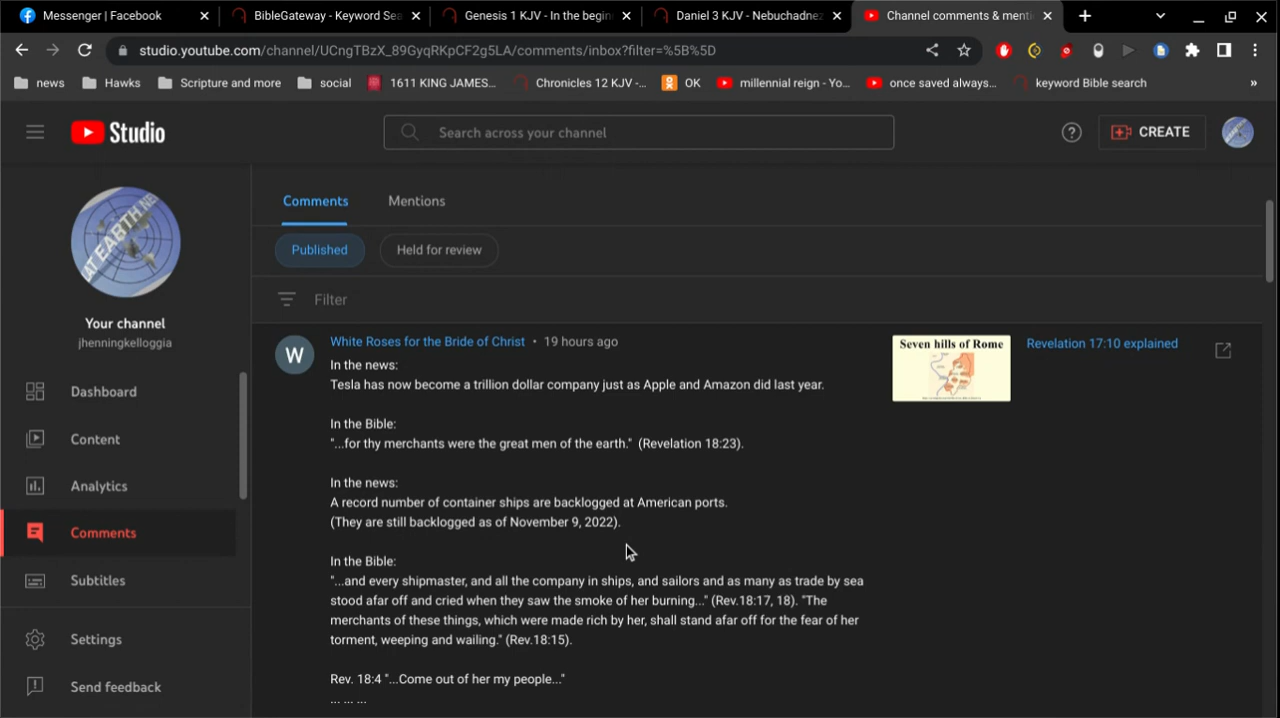 Messenger | Facebook
BibleGateway - Keyword Sea
Genesis 1 KJV - In the begin
Daniel 3 KJV - Nebuchadnez
Channel comments & menti
studio.youtube.com/channel/UCngTBzX_89GyqRKpCF2g5LA/comments/inbox?filter=%5B%5D
news
Hawks
Scripture and more
social
1611 KING JAMES...
Chronicles 12 KJV -...
OK
millennial reign - Yo...
once saved always...
keyword Bible search
»
Studio
Search across your channel
CREATE
Your channel
jhenningkelloggia
Dashboard
Content
Analytics
Comments
Subtitles
Settings
Send feedback
Comments
Mentions
Published
Held for review
Filter
W
White Roses for the Bride of Christ • 19 hours ago
In the news:
Tesla has now become a trillion dollar company just as Apple and Amazon did last year.
In the Bible:
"...for thy merchants were the great men of the earth." (Revelation 18:23).
In the news:
A record number of container ships are backlogged at American ports.
(They are still backlogged as of November 9, 2022).
In the Bible:
"...and every shipmaster, and all the company in ships, and sailors and as many as trade by sea
stood afar off and cried when they saw the smoke of her burning..." (Rev.18:17, 18). "The
merchants of these things, which were made rich by her, shall stand afar off for the fear of her
torment, weeping and wailing." (Rev.18:15).
Rev. 18:4 "...Come out of her my people..."
... ... ...
Seven hills of Rome
Revelation 17:10 explained